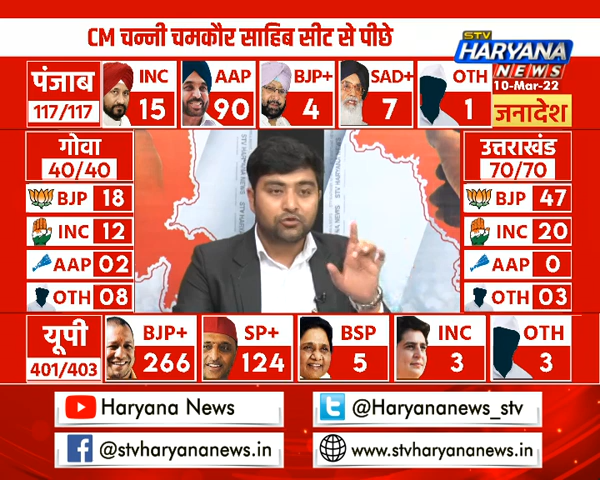 CM चन्नी चमकौर साहिब सीट से पीछे
STV
HARYANA
NEWS
10-Mar-22
जनादेश
पंजाब
117/117
INC
15
AAP
90
BJP+
4
SAD+
7
OTH
1
गोवा
40/40
BJP 18
INC 12
AAP 02
OTH 08
उत्तराखंड
70/70
BJP 47
INC 20
AAP 0
OTH 03
यूपी
401/403
BJP+
266
SP+
124
BSP
5
INC
3
OTH
3
Haryana News
@Haryananews_stv
@stvharyananews.in
www.stvharyananews.in